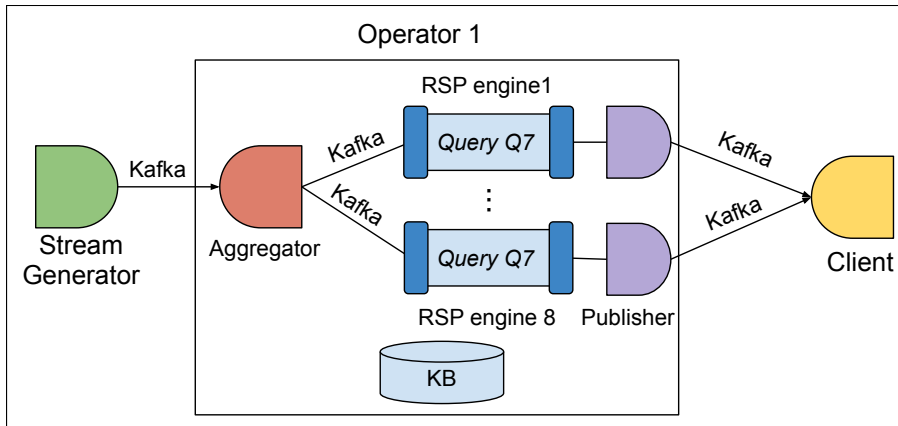 Operator 1
RSP engine1
Kafka
Kafka
Query Q7
Kafka
Stream
Generator
Aggregator
Kafka
⋮
Query Q7
Kafka
Client
RSP engine 8
Publisher
KB